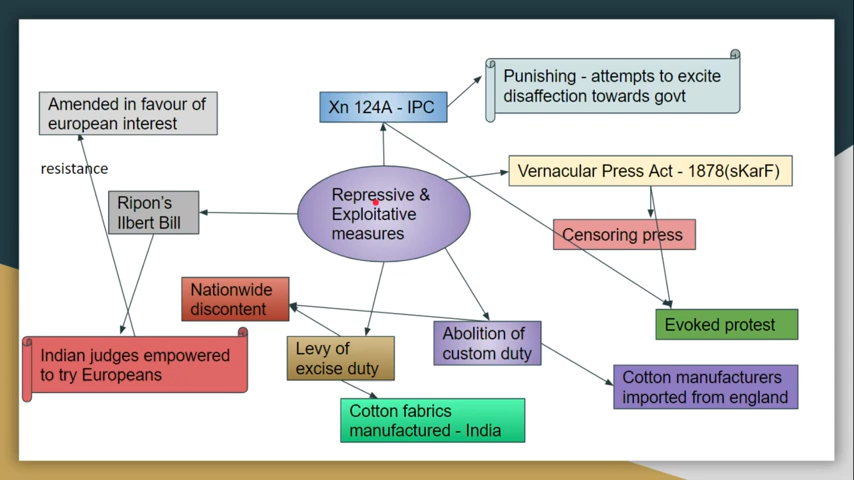 Punishing - attempts to excite
disaffection towards govt
Amended in favour of
european interest
Xn 124A - IPC
resistance
Vernacular Press Act - 1878(sKarF)
Ripon's
Ilbert Bill
Repressive &
Exploitative
measures
Censoring press
Nationwide
discontent
Evoked protest
Abolition of
custom duty
Levy of
excise duty
Indian judges empowered
to try Europeans
Cotton manufacturers
imported from england
Cotton fabrics
manufactured - India